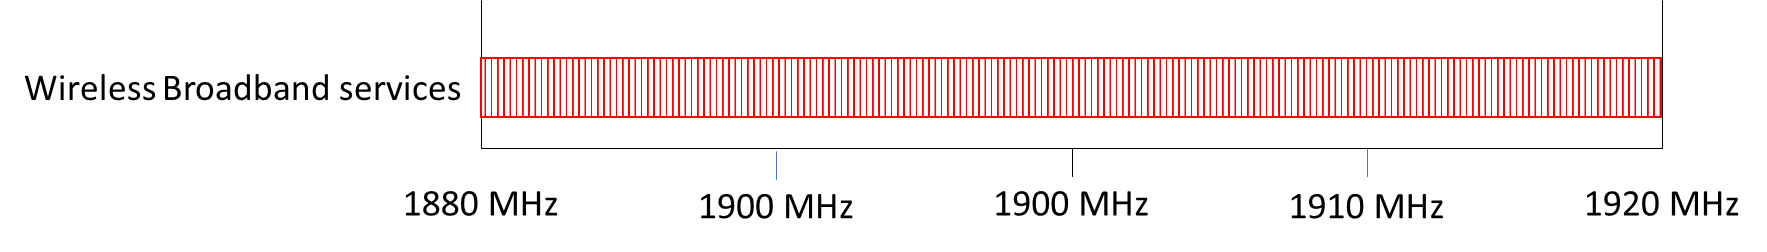 Wireless Broadband services
1880 MHz
1900 MHz
1900 MHz
1910 MHz
1920 MHz